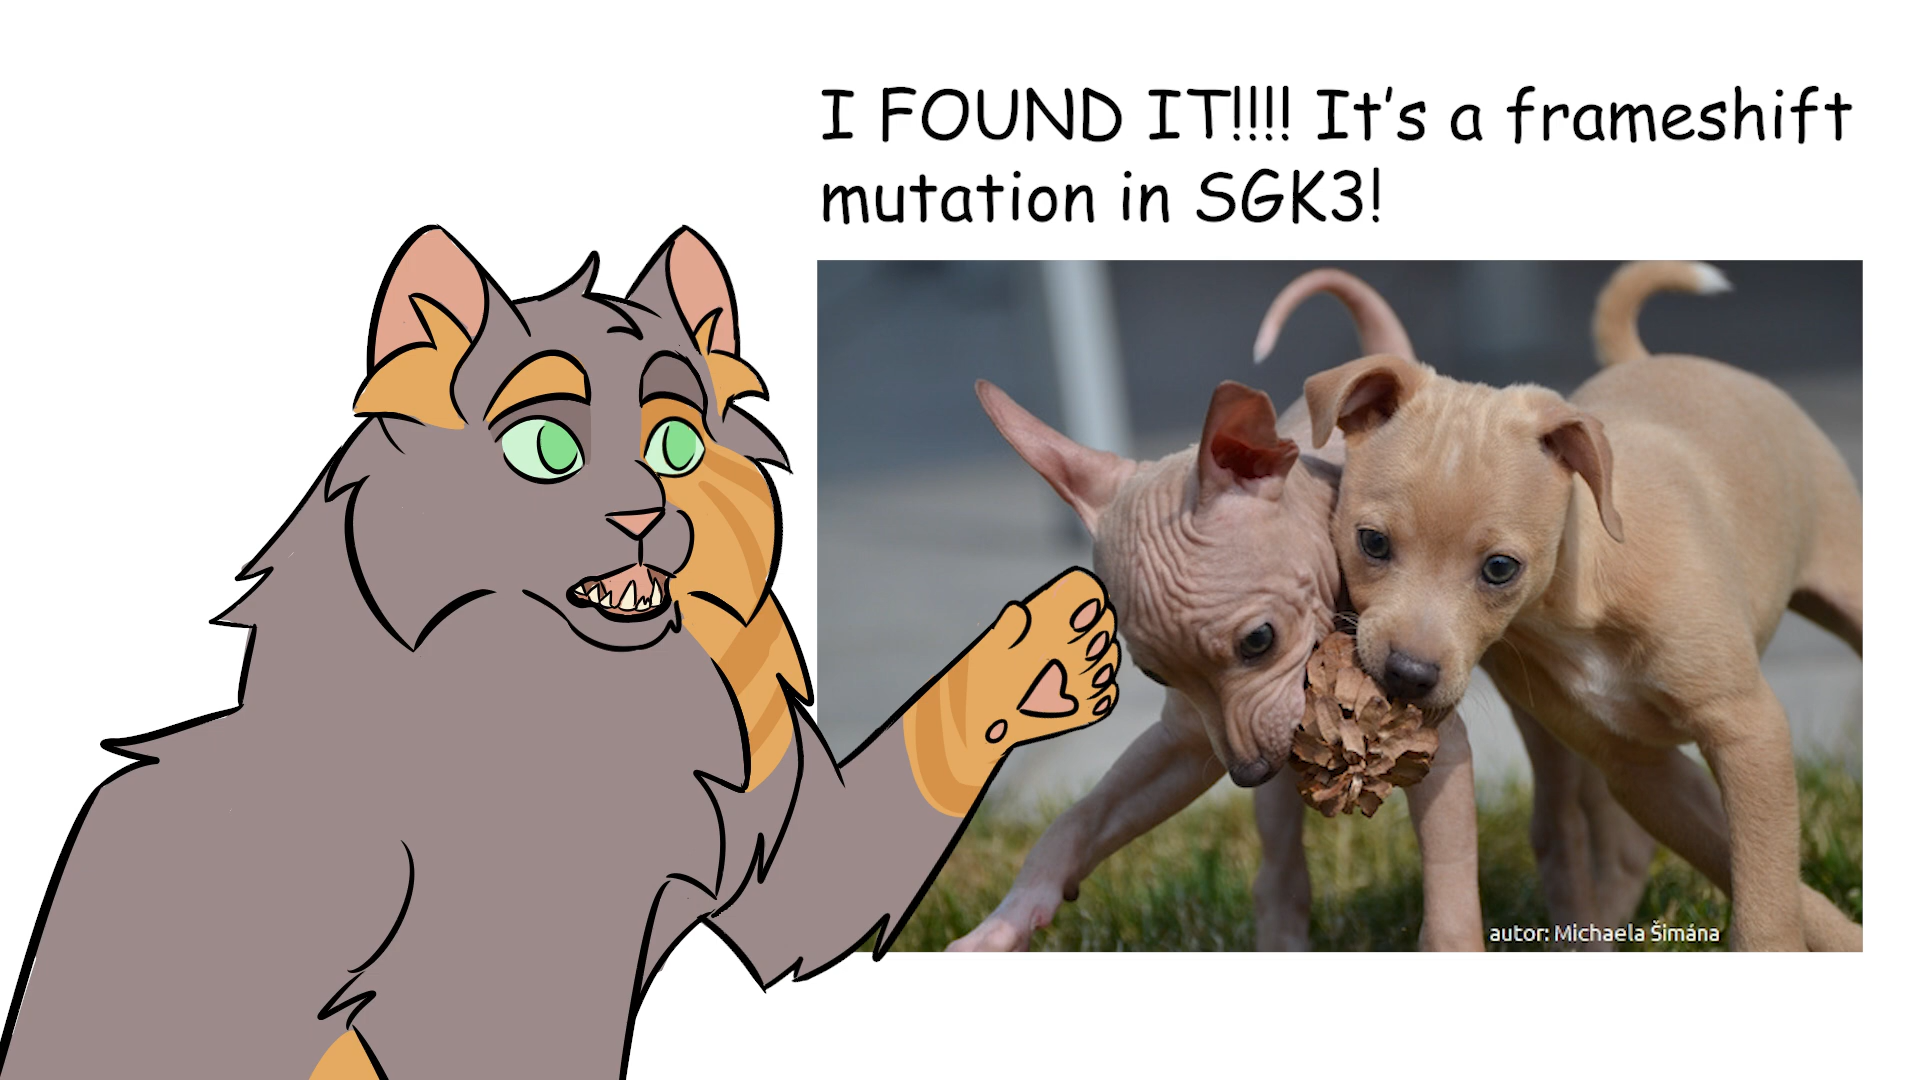 I FOUND IT!!!! It's a frameshift
mutation in SGK3!
autor: Michaela Šimána